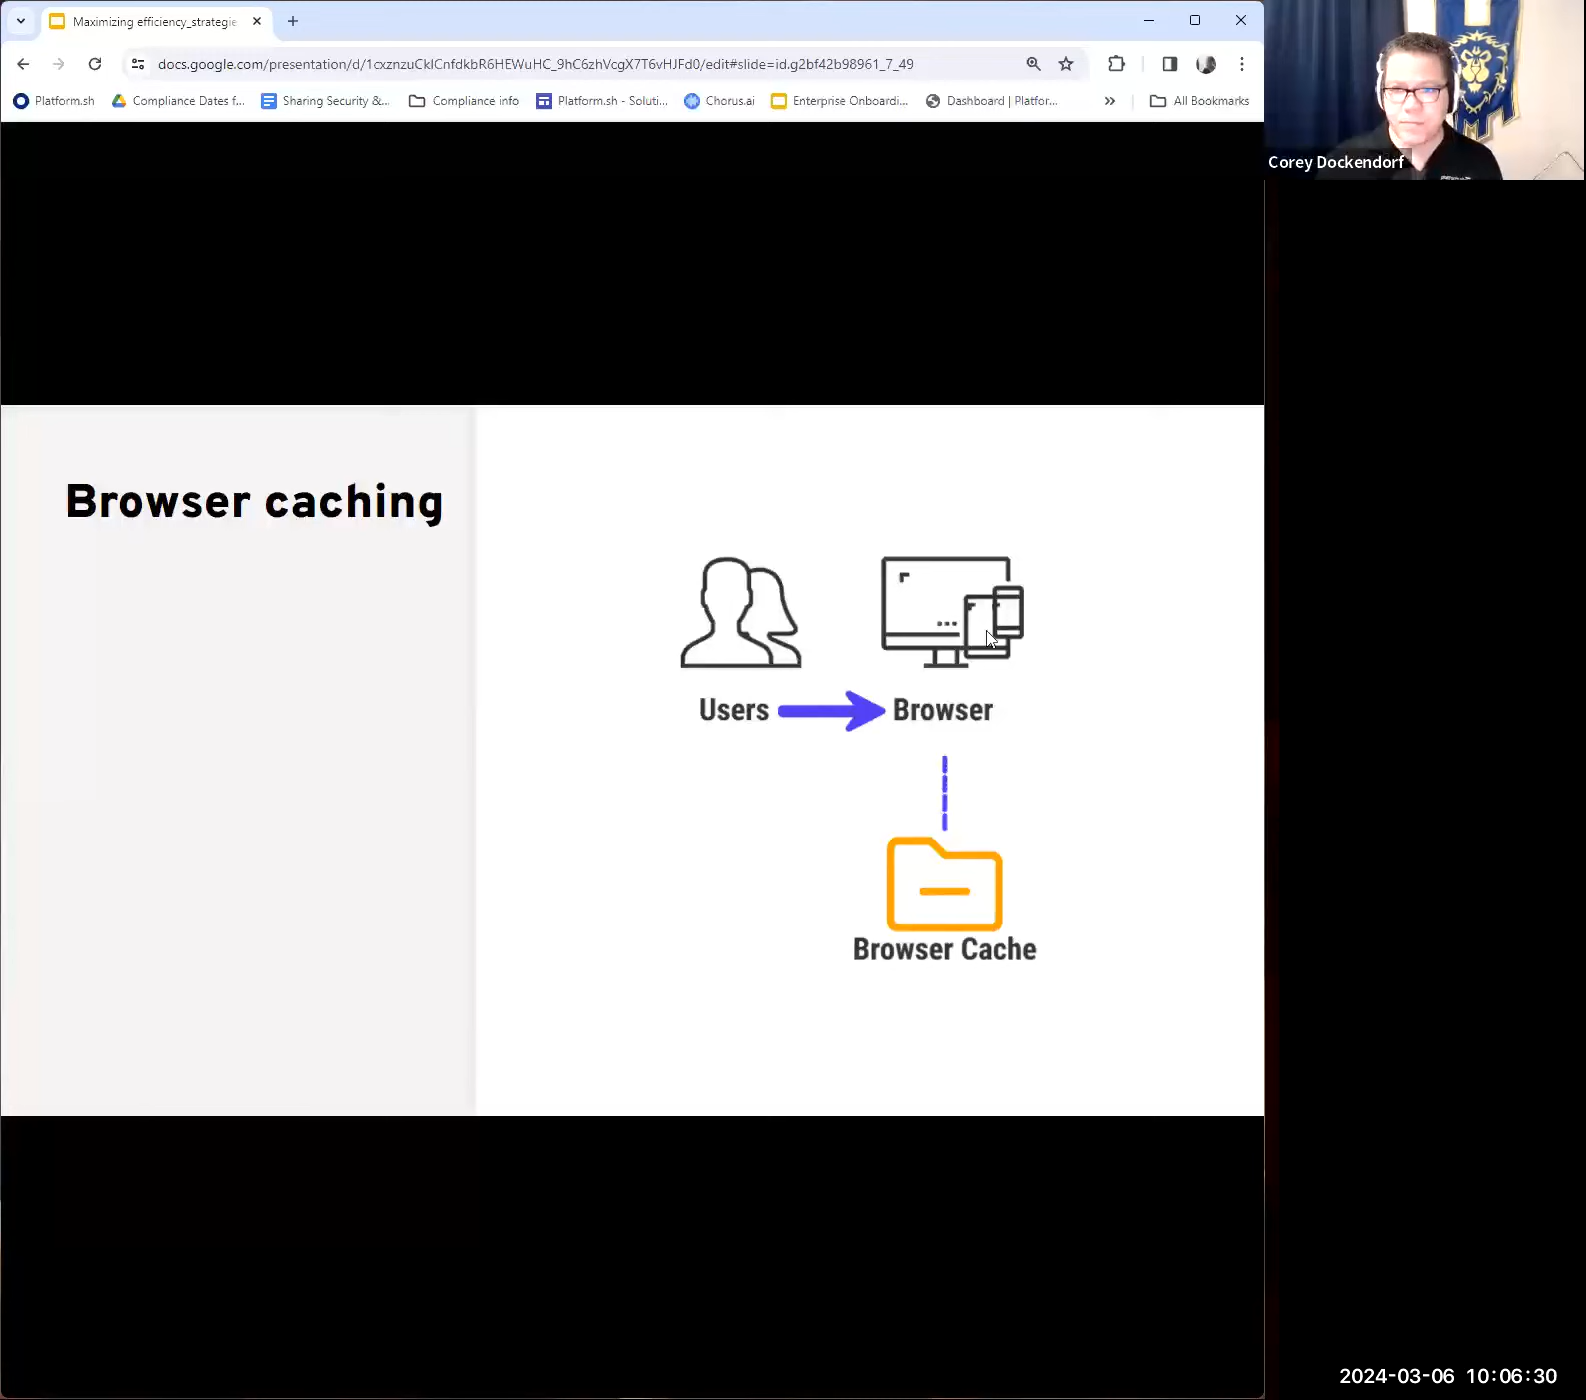 Maximizing efficiency_strategie
docs.google.com/presentation/d/1cxznzuCkICnfdkbR6HEWuHC_9hC6zhVcgX7T6vHJFd0/edit#slide=id.g2bf42b98961_7_49
Platform.sh
Compliance Dates f...
Sharing Security &...
Compliance info
Platform.sh - Soluti...
Chorus.ai
Enterprise Onboardi...
Dashboard | Platfor...
All Bookmarks
Corey Dockendorf
Browser caching
Users
Browser
Browser Cache
2024-03-06 10:06:30